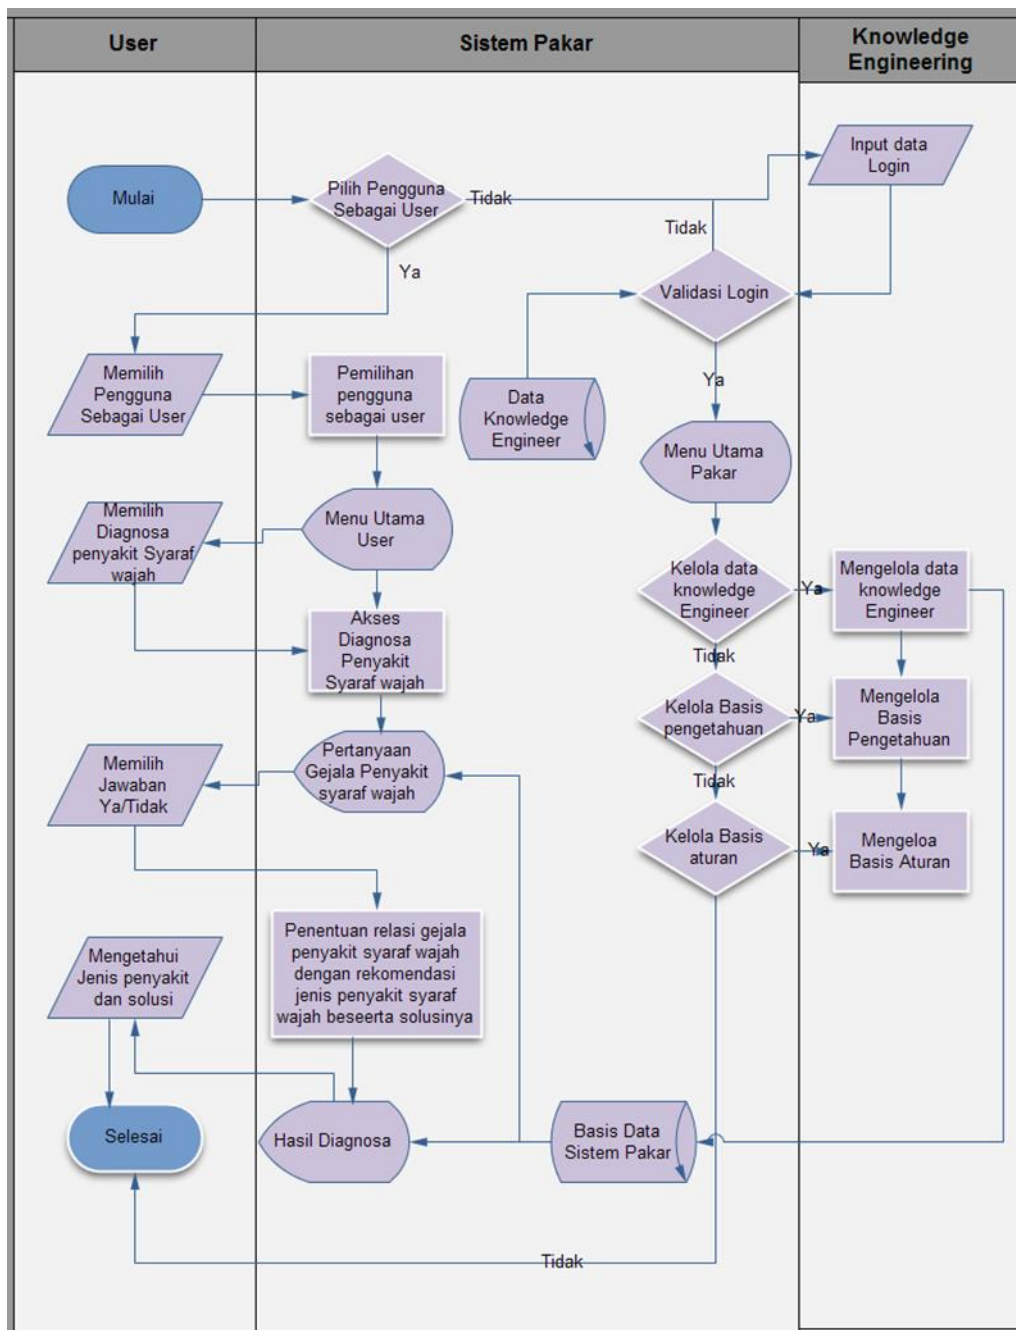 User
Sistem Pakar
Knowledge
Engineering
Mulai
Pilih Pengguna
Sebagai User
Tidak
Input data
Login
Ya
Tidak
Validasi Login
Ya
Memilih
Pengguna
Sebagai User
Pemilihan
pengguna
sebagai user
Data
Knowledge
Engineer
Menu Utama
Pakar
Memilih
Diagnosa
penyakit Syaraf
wajah
Menu Utama
User
Kelola data
knowledge
Engineer
Ya
Mengelola data
knowledge
Engineer
Tidak
Akses
Diagnosa
Penyakit
Syaraf wajah
Kelola Basis
pengetahuan
Ya
Mengelola
Basis
Pengetahuan
Tidak
Memilih
Jawaban
Ya/Tidak
Pertanyaan
Gejala Penyakit
syaraf wajah
Kelola Basis
aturan
Ya
Mengeloa
Basis Aturan
Mengetahui
Jenis penyakit
dan solusi
Penentuan relasi gejala
penyakit syaraf wajah
dengan rekomendasi
jenis penyakit syaraf
wajah beseerta solusinya
Selesai
Hasil Diagnosa
Basis Data
Sistem Pakar
Tidak